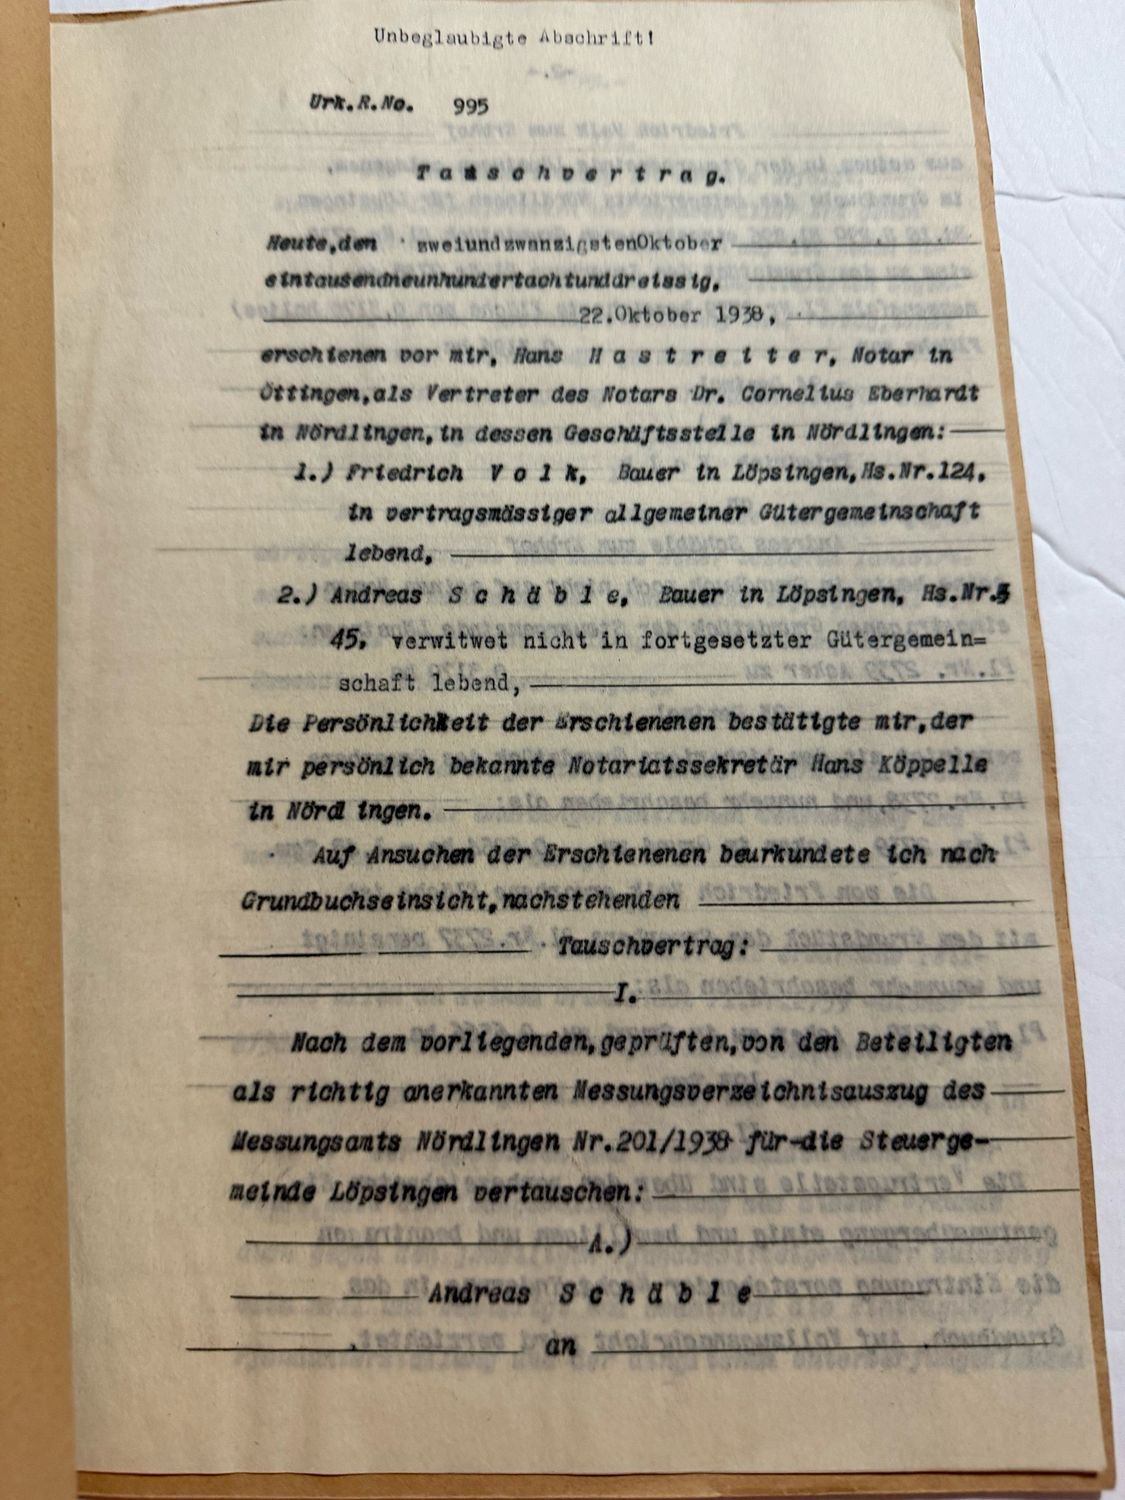 Unbeglaubigte Abschrift!
Urk.R.No. 995
Tauschvertrag.
Heute,den zweiundzwanzigstenOktober
eintausendneunhundertachtunddreissig,
22.Oktober 1938,
erschienen vor mir, Hans Hastreiter, Notar in
Öttingen,als Vertreter des Notars Dr. Cornelius Eberhardt
in Nördlingen,in dessen Geschäftsstelle in Nördlingen:
1.) Friedrich Volk, Bauer in Löpsingen,Hs.Nr.124,
in vertragsmässiger allgemeiner Gütergemeinschaft
lebend,
2.) Andreas Schäble, Bauer in Löpsingen, Hs.Nr.
45, verwitwet nicht in fortgesetzter Gütergemein=
schaft lebend,
Die Persönlichkeit der Erschienenen bestätigte mir,der
mir persönlich bekannte Notariatssekretär Hans Köppelle
in Nördlingen.
Auf Ansuchen der Erschienenen beurkundete ich nach
Grundbuchseinsicht,nachstehenden
Tauschvertrag:
I.
Nach dem vorliegenden,geprüften,von den Beteiligten
als richtig anerkannten Messungsverzeichnisauszug des
Messungsamts Nördlingen Nr.201/1938 für die Steuerge-
meinde Löpsingen vertauschen:
A.)
Andreas Schäble
an